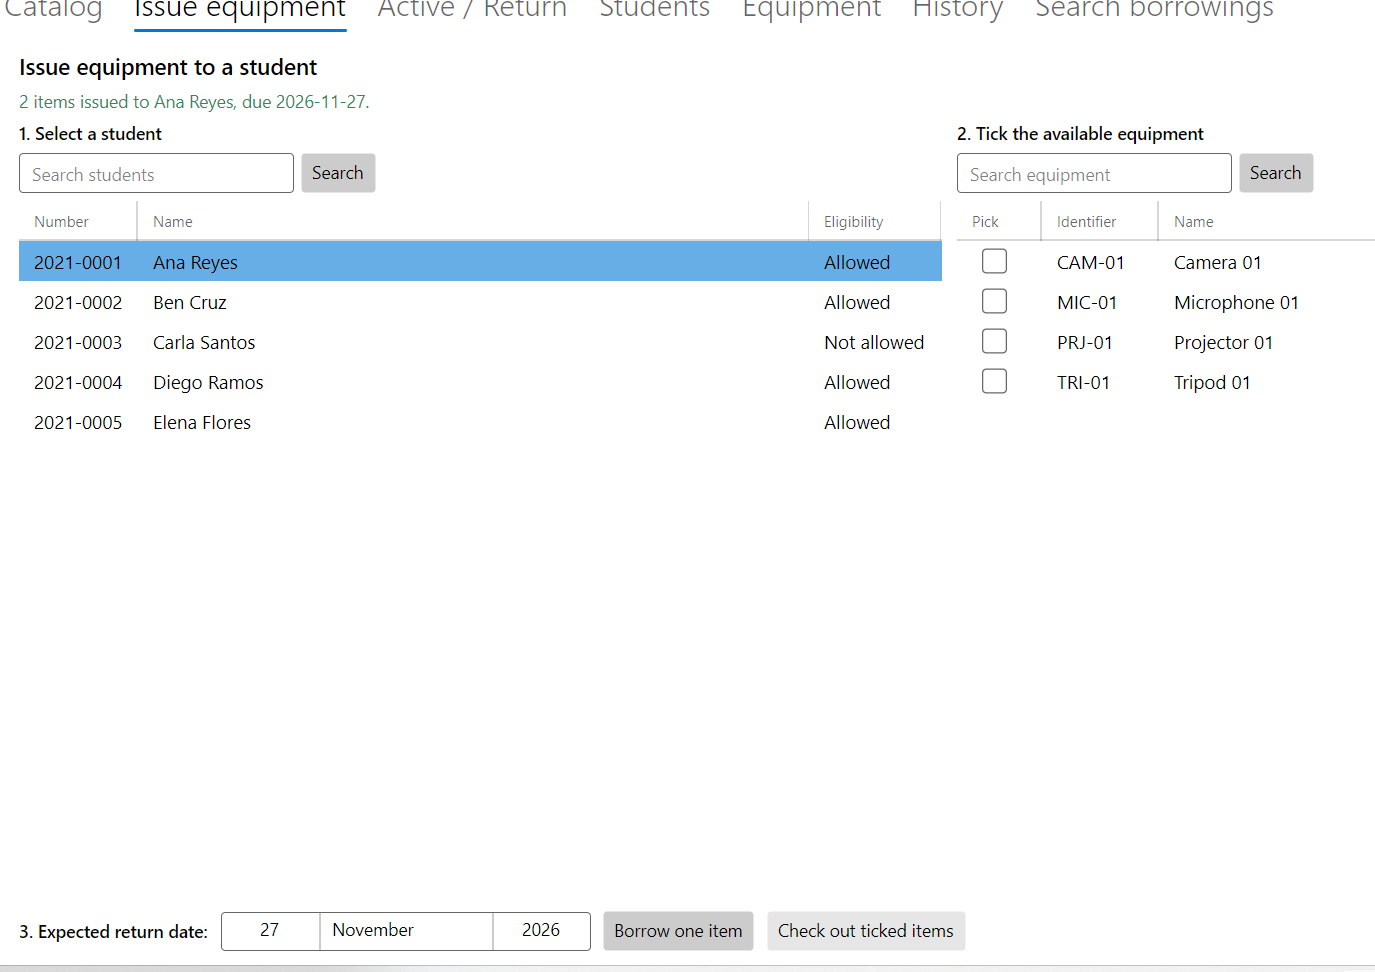 Catalog Issue equipment Active / Return Students Equipment History Search borrowings
Issue equipment to a student
2 items issued to Ana Reyes, due 2026-11-27.
1. Select a student
Search students Search
Number Name Eligibility
2021-0001 Ana Reyes Allowed
2021-0002 Ben Cruz Allowed
2021-0003 Carla Santos Not allowed
2021-0004 Diego Ramos Allowed
2021-0005 Elena Flores Allowed
2. Tick the available equipment
Search equipment Search
Pick Identifier Name
CAM-01 Camera 01
MIC-01 Microphone 01
PRJ-01 Projector 01
TRI-01 Tripod 01
3. Expected return date: 27 November 2026 Borrow one item Check out ticked items